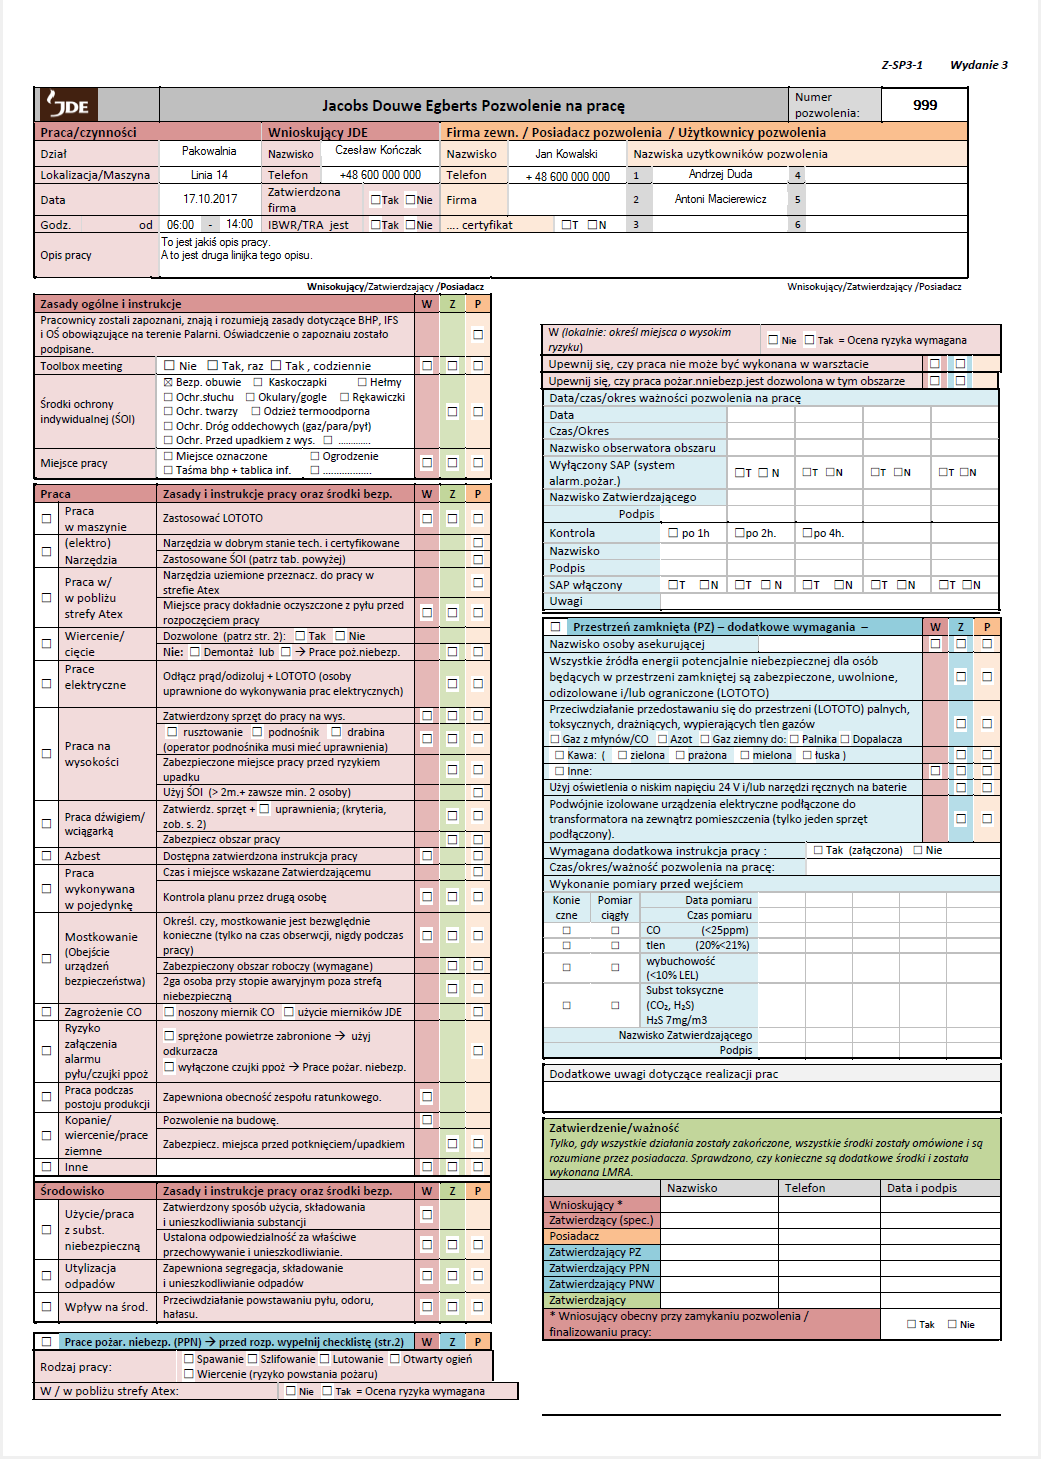 Z-SP3-1 Wydanie 3
JDE Jacobs Douwe Egberts Pozwolenie na pracę Numer pozwolenia: 999
Praca/czynności Wnioskujący JDE Firma zewn. / Posiadacz pozwolenia / Użytkownicy pozwolenia
Dział Pakowalnia Nazwisko Czesław Kończak Nazwisko Jan Kowalski Nazwiska uzytkowników pozwolenia
Lokalizacja/Maszyna Linia 14 Telefon +48 600 000 000 Telefon + 48 600 000 000 1 Andrzej Duda 4
Data 17.10.2017 Zatwierdzona firma ☐Tak ☐Nie Firma 2 Antoni Macierewicz 5
Godz. od 06:00 - 14:00 IBWR/TRA jest ☐Tak ☐Nie .... certyfikat ☐T ☐N 3 6
Opis pracy
To jest jakiś opis pracy.
A to jest druga linijka tego opisu.
Wnisokujący/Zatwierdzający /Posiadacz
Zasady ogólne i instrukcje W Z P
Pracownicy zostali zapoznani, znają i rozumieją zasady dotyczące BHP, IFS
i OŚ obowiązujące na terenie Palarni. Oświadczenie o zapoznaiu zostało
podpisane. ☐
Toolbox meeting ☐ Nie ☐ Tak, raz ☐ Tak , codziennie ☐ ☐ ☐
Środki ochrony
indywidualnej (ŚOI)
☒ Bezp. obuwie ☐ Kaskoczapki ☐ Hełmy
☐ Ochr.słuchu ☐ Okulary/gogle ☐ Rękawiczki
☐ Ochr. twarzy ☐ Odzież termoodporna
☐ Ochr. Dróg oddechowych (gaz/para/pył)
☐ Ochr. Przed upadkiem z wys. ☐ ............
☐ ☐
Miejsce pracy
☐ Miejsce oznaczone ☐ Ogrodzenie
☐ Taśma bhp + tablica inf. ☐ ..................
☐ ☐ ☐
Praca Zasady i instrukcje pracy oraz środki bezp. W Z P
☐ Praca
w maszynie
Zastosować LOTOTO ☐ ☐ ☐
☐ (elektro)
Narzędzia
Narzędzia w dobrym stanie tech. i certyfikowane ☐
Zastosowane ŚOI (patrz tab. powyżej) ☐
☐ Praca w/
w pobliżu
strefy Atex
Narzędzia uziemione przeznacz. do pracy w
strefie Atex ☐
Miejsce pracy dokładnie oczyszczone z pyłu przed
rozpoczęciem pracy ☐ ☐ ☐
☐ Wiercenie/
cięcie
Dozwolone (patrz str. 2): ☐ Tak ☐ Nie
Nie: ☐ Demontaż lub ☐ → Prace poż.niebezp. ☐ ☐
☐ Prace
elektryczne
Odłącz prąd/odizoluj + LOTOTO (osoby
uprawnione do wykonywania prac elektrycznych) ☐ ☐
☐ Praca na
wysokości
Zatwierdzony sprzęt do pracy na wys. ☐ ☐ ☐
☐ rusztowanie ☐ podnośnik ☐ drabina
(operator podnośnika musi mieć uprawnienia) ☐ ☐ ☐
Zabezpieczone miejsce pracy przed ryzykiem
upadku ☐ ☐
Użyj ŚOI (> 2m.+ zawsze min. 2 osoby) ☐
☐ Praca dźwigiem/
wciągarką
Zatwierdz. sprzęt + ☐ uprawnienia; (kryteria,
zob. s. 2) ☐ ☐
Zabezpiecz obszar pracy ☐ ☐
☐ Azbest Dostępna zatwierdzona instrukcja pracy ☐ ☐
☐ Praca
wykonywana
w pojedynkę
Czas i miejsce wskazane Zatwierdzającemu ☐
Kontrola planu przez drugą osobę ☐ ☐ ☐
☐ Mostkowanie
(Obejście
urządzeń
bezpieczeństwa)
Określ. czy, mostkowanie jest bezwględnie
konieczne (tylko na czas obserwcji, nigdy podczas
pracy) ☐ ☐ ☐
Zabezpieczony obszar roboczy (wymagane) ☐ ☐
2ga osoba przy stopie awaryjnym poza strefą
niebezpieczną ☐ ☐
☐ Zagrożenie CO ☐ noszony miernik CO ☐ użycie mierników JDE ☐ ☐
☐ Ryzyko
załączenia
alarmu
pyłu/czujki ppoż
☐ sprężone powietrze zabronione → użyj
odkurzacza
☐ wyłączone czujki ppoż → Prace pożar. niebezp.
☐
☐ Praca podczas
postoju produkcji
Zapewniona obecność zespołu ratunkowego. ☐
☐ Kopanie/
wiercenie/prace
ziemne
Pozwolenie na budowę.
Zabezpiecz. miejsca przed potknięciem/upadkiem ☐ ☐
☐ Inne ☐ ☐ ☐
Środowisko Zasady i instrukcje pracy oraz środki bezp. W Z P
☐ Użycie/praca
z subst.
niebezpieczną
Zatwierdzony sposób użycia, składowania
i unieszkodliwiania substancji ☐
Ustalona odpowiedzialność za właściwe
przechowywanie i unieszkodliwianie. ☐ ☐ ☐
☐ Utylizacja
odpadów
Zapewniona segregacja, składowanie
i unieszkodliwianie odpadów ☐ ☐ ☐
☐ Wpływ na środ. Przeciwdziałanie powstawaniu pyłu, odoru,
hałasu. ☐ ☐ ☐
☐ Prace pożar. niebezp. (PPN) → przed rozp. wypełnij checklistę (str.2) W Z P
Rodzaj pracy:
☐ Spawanie ☐ Szlifowanie ☐ Lutowanie ☐ Otwarty ogień
☐ Wiercenie (ryzyko powstania pożaru)
W / w pobliżu strefy Atex: ☐ Nie ☐ Tak = Ocena ryzyka wymagana
Wnisokujący/Zatwierdzający /Posiadacz
W (lokalnie: określ miejsca o wysokim
ryzyku) ☐ Nie ☐ Tak = Ocena ryzyka wymagana
Upewnij się, czy praca nie może być wykonana w warsztacie ☐ ☐
Upewnij się, czy praca pożar.nniebezp.jest dozwolona w tym obszarze ☐ ☐
Data/czas/okres ważności pozwolenia na pracę
Data
Czas/Okres
Nazwisko obserwatora obszaru
Wyłączony SAP (system
alarm.pożar.) ☐T ☐ N ☐T ☐N ☐T ☐N ☐T ☐N
Nazwisko Zatwierdzającego
Podpis
Kontrola ☐ po 1h ☐po 2h. ☐po 4h.
Nazwisko
Podpis
SAP włączony ☐T ☐N ☐T ☐ N ☐T ☐N ☐T ☐N ☐T ☐N
Uwagi
☐ Przestrzeń zamknięta (PZ) – dodatkowe wymagania – W Z P
Nazwisko osoby asekurującej ☐ ☐ ☐
Wszystkie źródła energii potencjalnie niebezpiecznej dla osób
będących w przestrzeni zamkniętej są zabezpieczone, uwolnione,
odizolowane i/lub ograniczone (LOTOTO) ☐ ☐
Przeciwdziałanie przedostawaniu się do przestrzeni (LOTOTO) palnych,
toksycznych, drażniących, wypierających tlen gazów
☐ Gaz z młynów/CO ☐ Azot ☐ Gaz ziemny do: ☐ Palnika ☐ Dopalacza
☐ ☐
☐ Kawa: ( ☐ zielona ☐ prażona ☐ mielona ☐ łuska ) ☐ ☐
☐ Inne: ☐ ☐ ☐
Użyj oświetlenia o niskim napięciu 24 V i/lub narzędzi ręcznych na baterie ☐ ☐
Podwójnie izolowane urządzenia elektryczne podłączone do
transformatora na zewnątrz pomieszczenia (tylko jeden sprzęt
podłączony). ☐ ☐
Wymagana dodatkowa instrukcja pracy : ☐ Tak (załączona) ☐ Nie
Czas/okres/ważność pozwolenia na pracę:
Wykonanie pomiary przed wejściem
Konie
czne
Pomiar
ciągły
Data pomiaru
Czas pomiaru
☐ ☐ CO (<25ppm)
☐ ☐ tlen (20%<21%)
☐ ☐ wybuchowość
(<10% LEL)
☐ ☐ Subst toksyczne
(CO₂, H₂S)
H₂S 7mg/m3
Nazwisko Zatwierdzającego
Podpis
Dodatkowe uwagi dotyczące realizacji prac
Zatwierdzenie/ważność
Tylko, gdy wszystkie działania zostały zakończone, wszystkie środki zostały omówione i są
rozumiane przez posiadacza. Sprawdzono, czy konieczne są dodatkowe środki i została
wykonana LMRA.
Nazwisko Telefon Data i podpis
Wnioskujący *
Zatwierdzący (spec.)
Posiadacz
Zatwierdzający PZ
Zatwierdzający PPN
Zatwierdzający PNW
Zatwierdzający
* Wniosujący obecny przy zamykaniu pozwolenia /
finalizowaniu pracy: ☐ Tak ☐ Nie